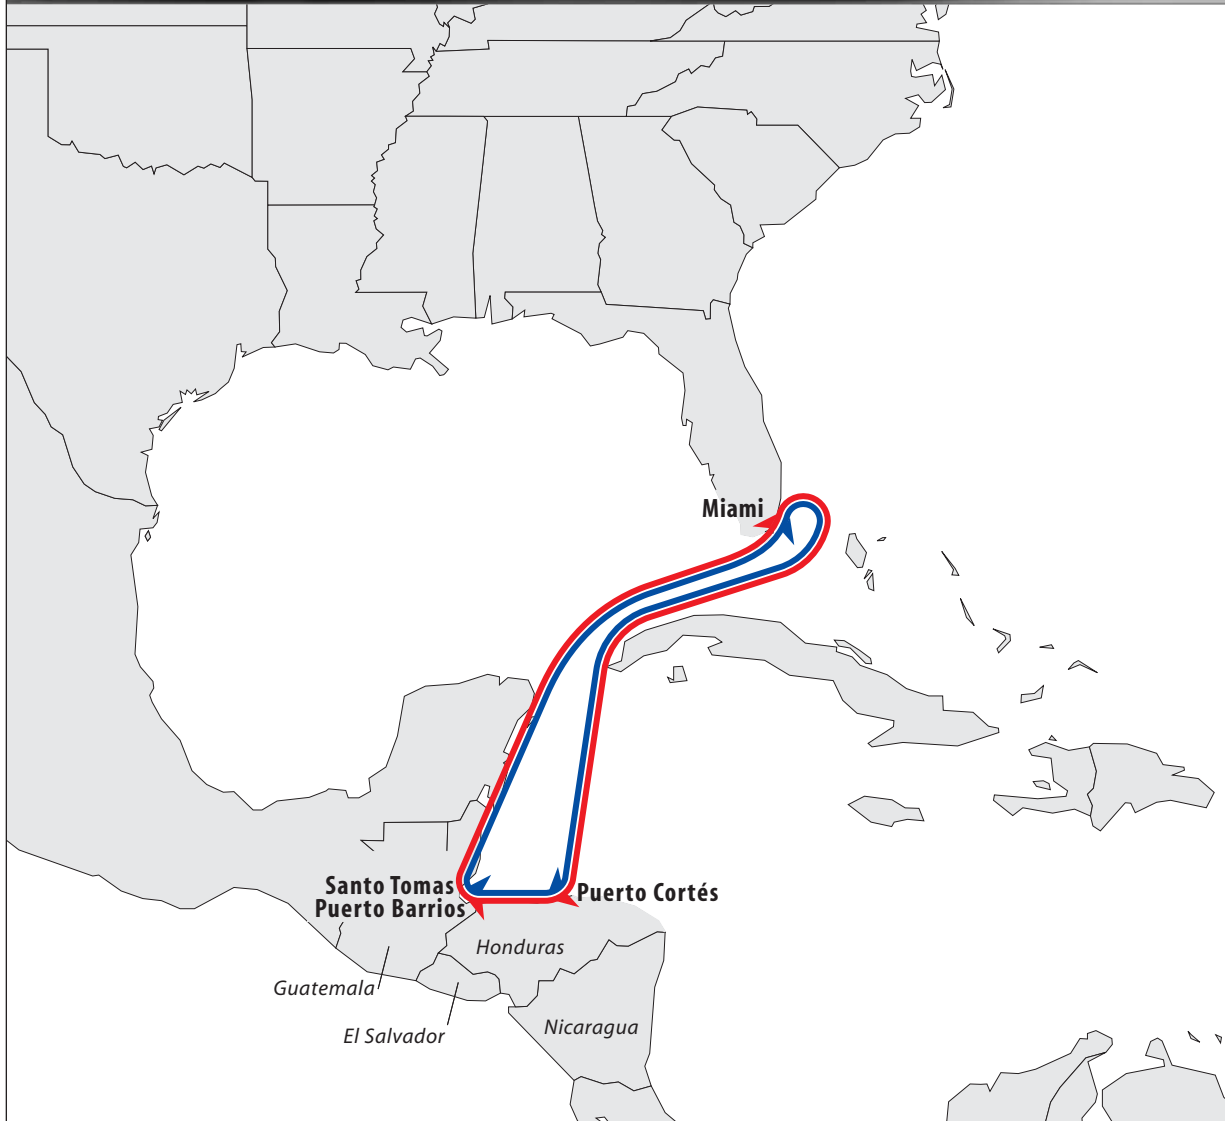 Miami
Santo Tomas
Puerto Barrios
Puerto Cortés
Honduras
Guatemala
El Salvador
Nicaragua